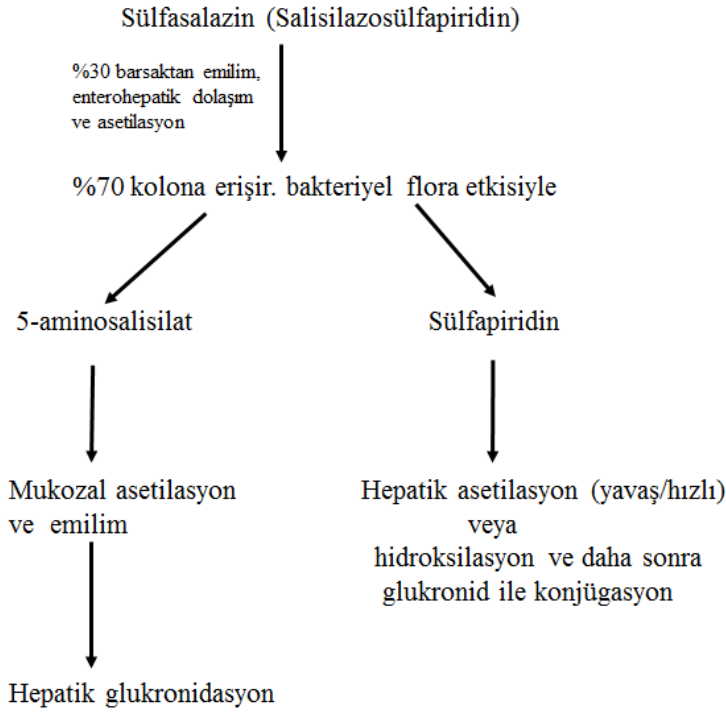 Sülfasalazin (Salisilazosülfapiridin)
%30 barsaktan emilim,
enterohepatik dolaşım
ve asetilasyon
%70 kolona erişir. bakteriyel flora etkisiyle
5-aminosalisilat
Sülfapiridin
Mukozal asetilasyon
ve emilim
Hepatik asetilasyon (yavaş/hızlı)
veya
hidroksilasyon ve daha sonra
glukronid ile konjügasyon
Hepatik glukronidasyon